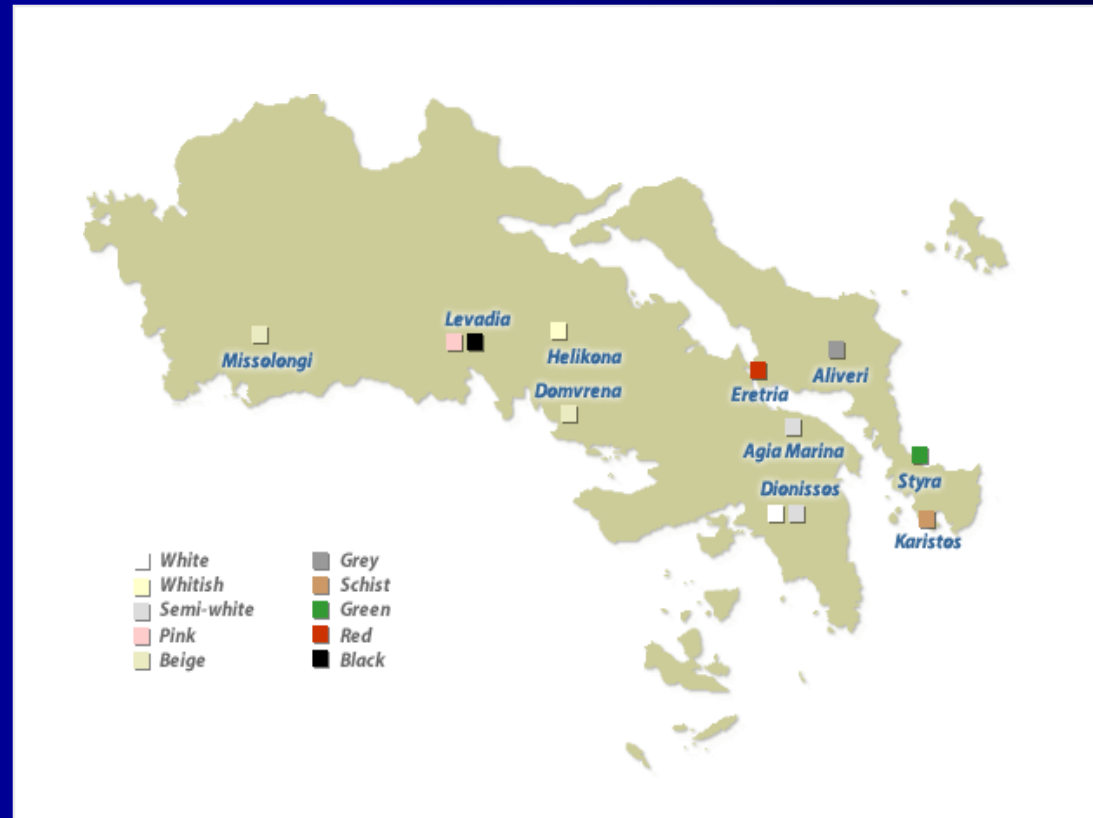 Levadia
Missolongi
Helikona
Domvrena
Eretria
Aliveri
Agia Marina
Styra
Dionissos
Karistos
White
Whitish
Semi-white
Pink
Beige
Grey
Schist
Green
Red
Black